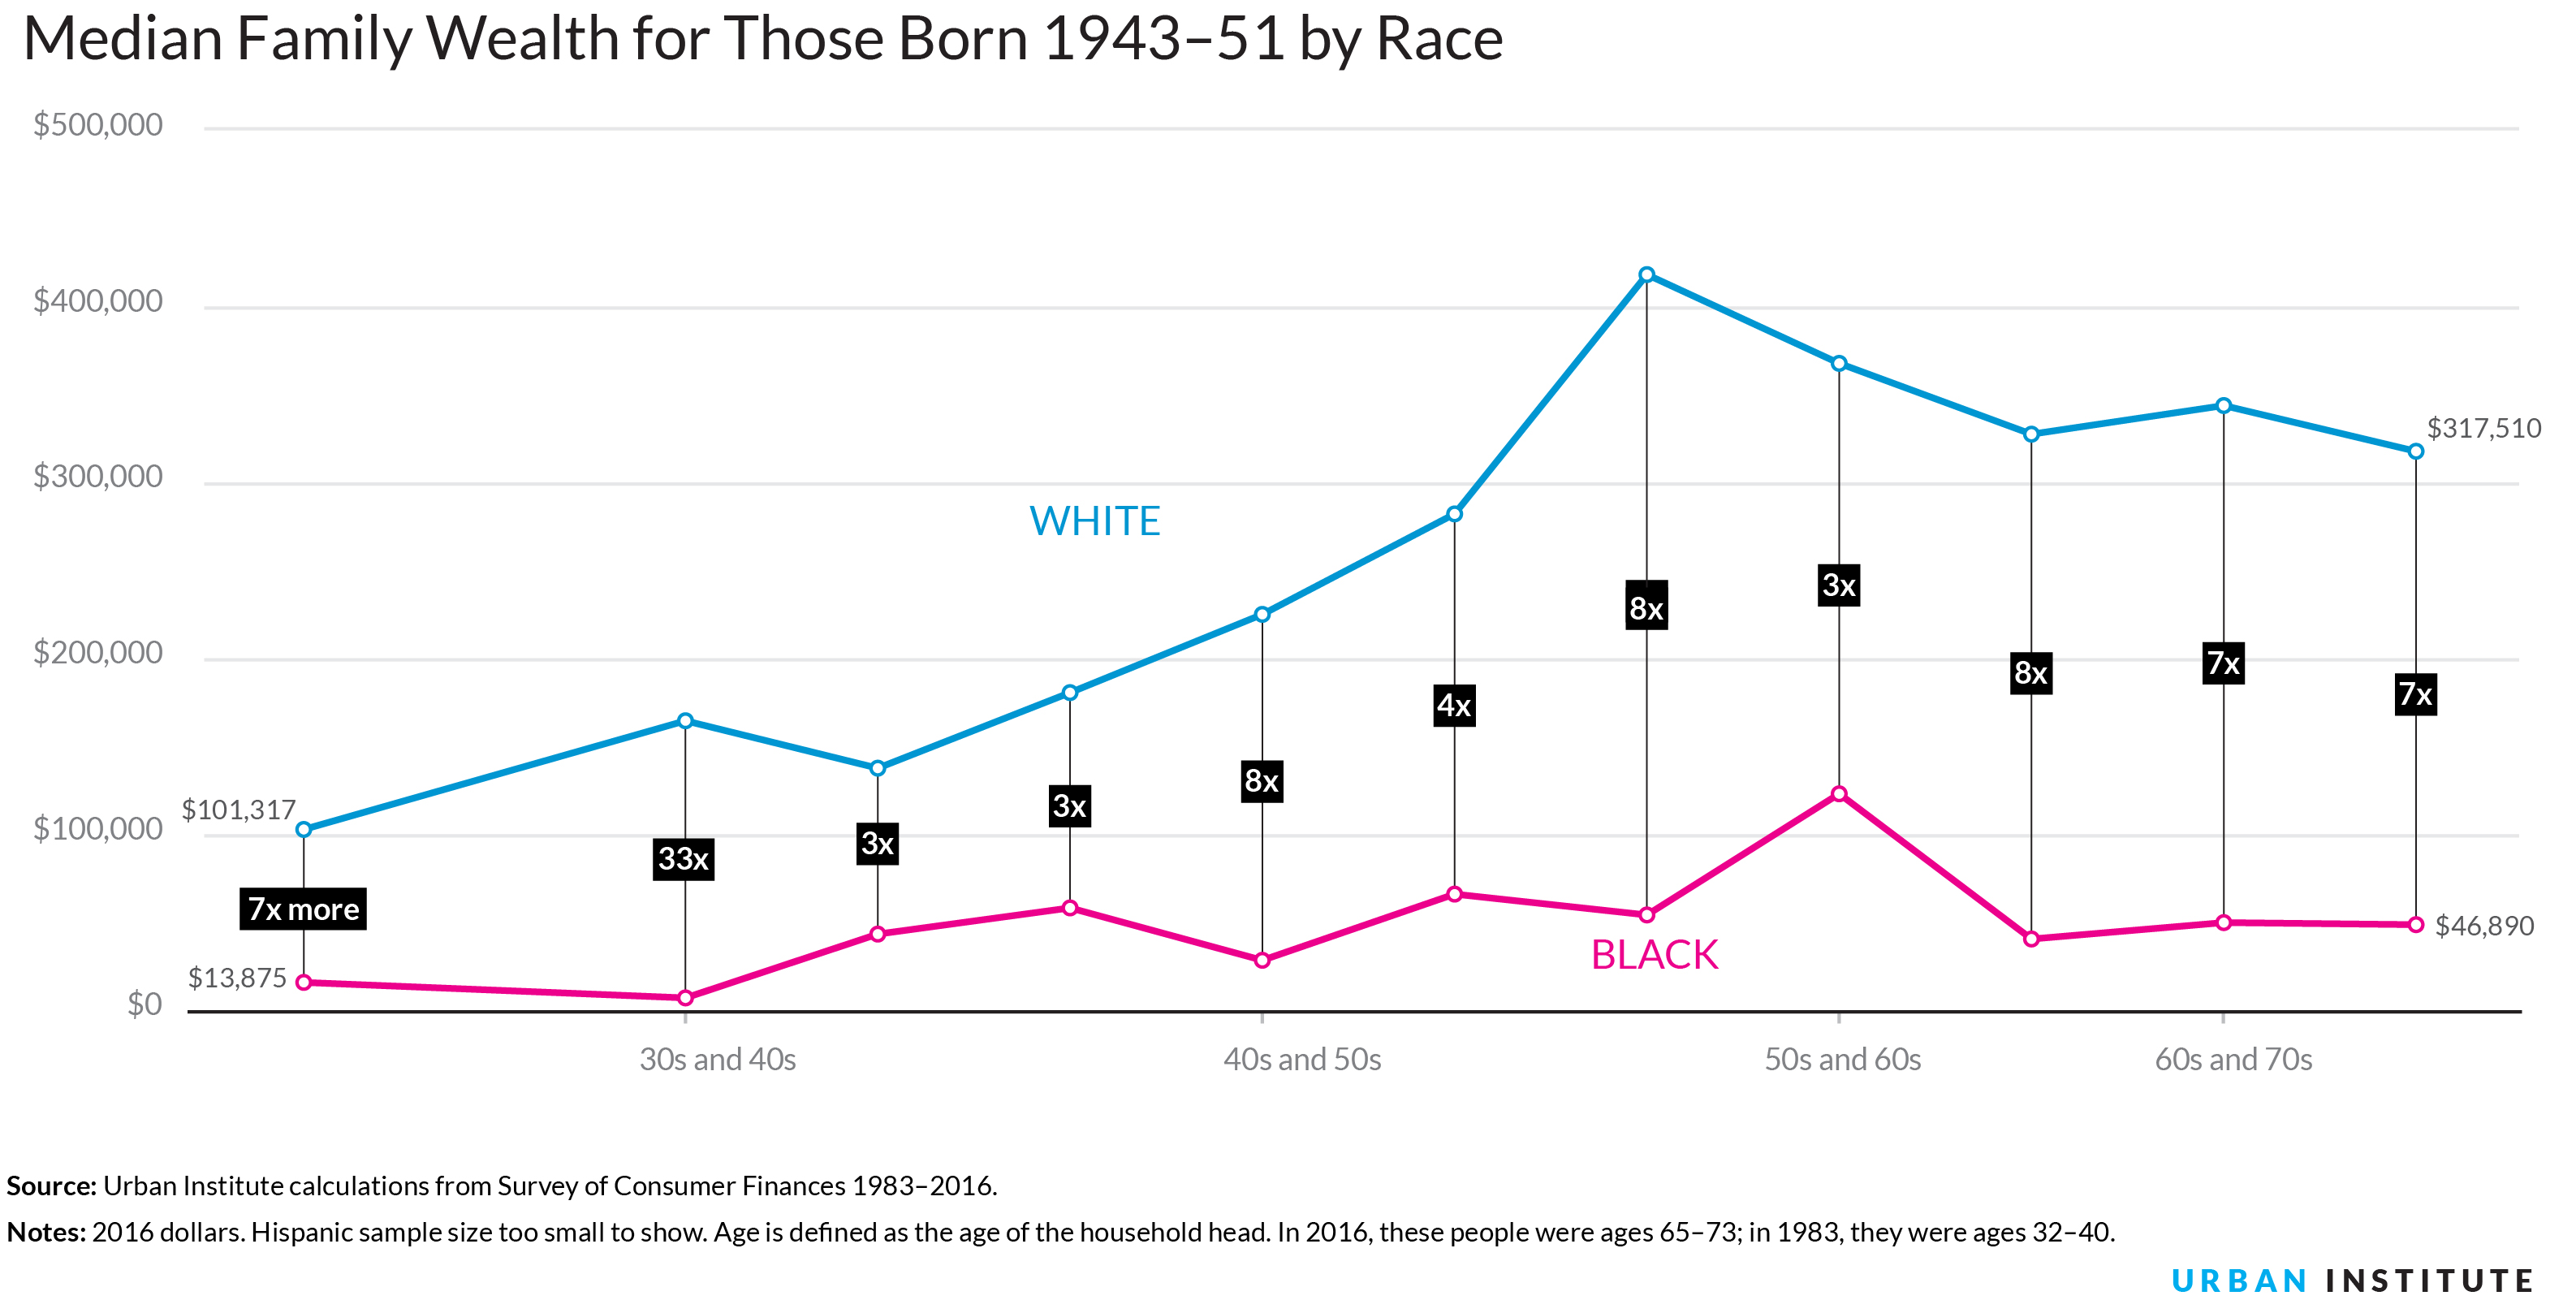 Median Family Wealth for Those Born 1943–51 by Race
$500,000
$400,000
$300,000
$200,000
$100,000
$0
WHITE
BLACK
$101,317
$13,875
$317,510
$46,890
7x more
33x
3x
3x
8x
4x
8x
3x
8x
7x
7x
30s and 40s
40s and 50s
50s and 60s
60s and 70s
Source: Urban Institute calculations from Survey of Consumer Finances 1983–2016.
Notes: 2016 dollars. Hispanic sample size too small to show. Age is defined as the age of the household head. In 2016, these people were ages 65–73; in 1983, they were ages 32–40.
URBAN INSTITUTE